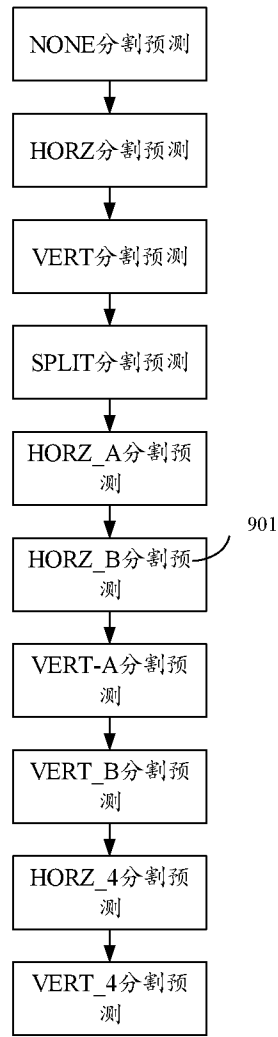 NONE分割预测
HORZ分割预测
VERT分割预测
SPLIT分割预测
HORZ_A分割预
测
HORZ_B分割预
测
901
VERT-A分割预
测
VERT_B分割预
测
HORZ_4分割预
测
VERT_4分割预
测